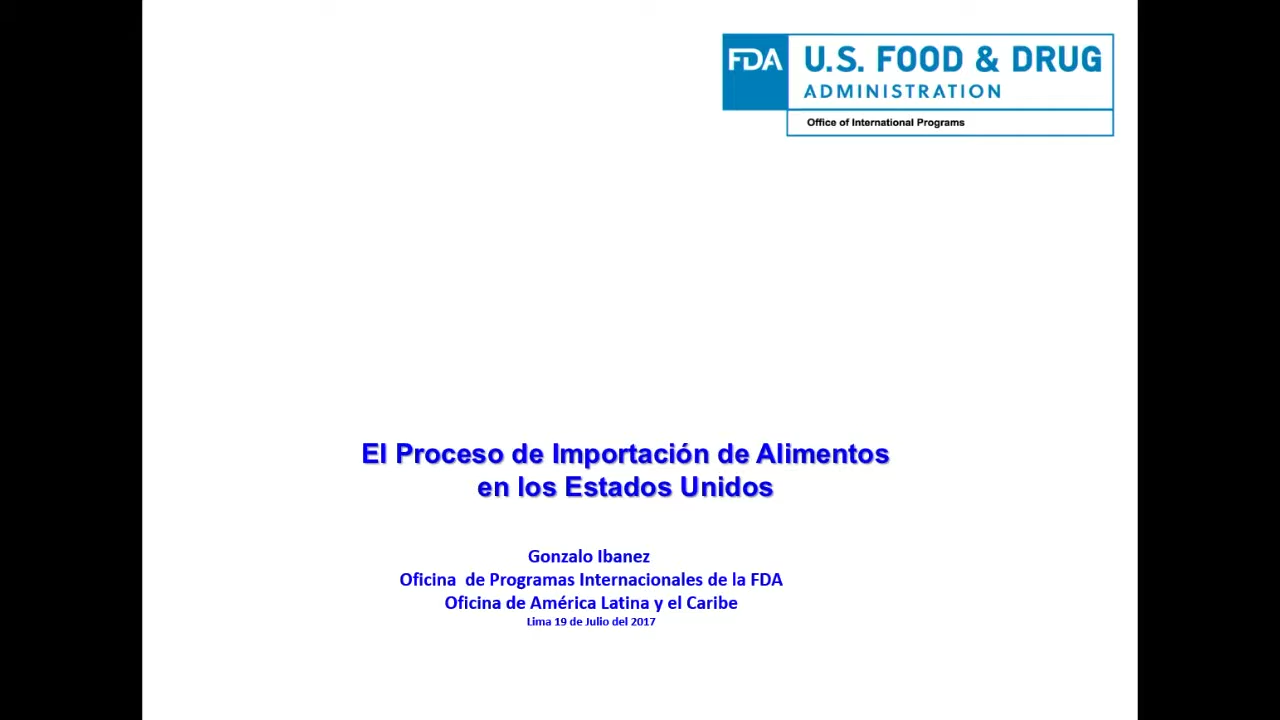 FDA
U.S. FOOD & DRUG
ADMINISTRATION
Office of International Programs
El Proceso de Importación de Alimentos
en los Estados Unidos
Gonzalo Ibanez
Oficina de Programas Internacionales de la FDA
Oficina de América Latina y el Caribe
Lima 19 de Julio del 2017